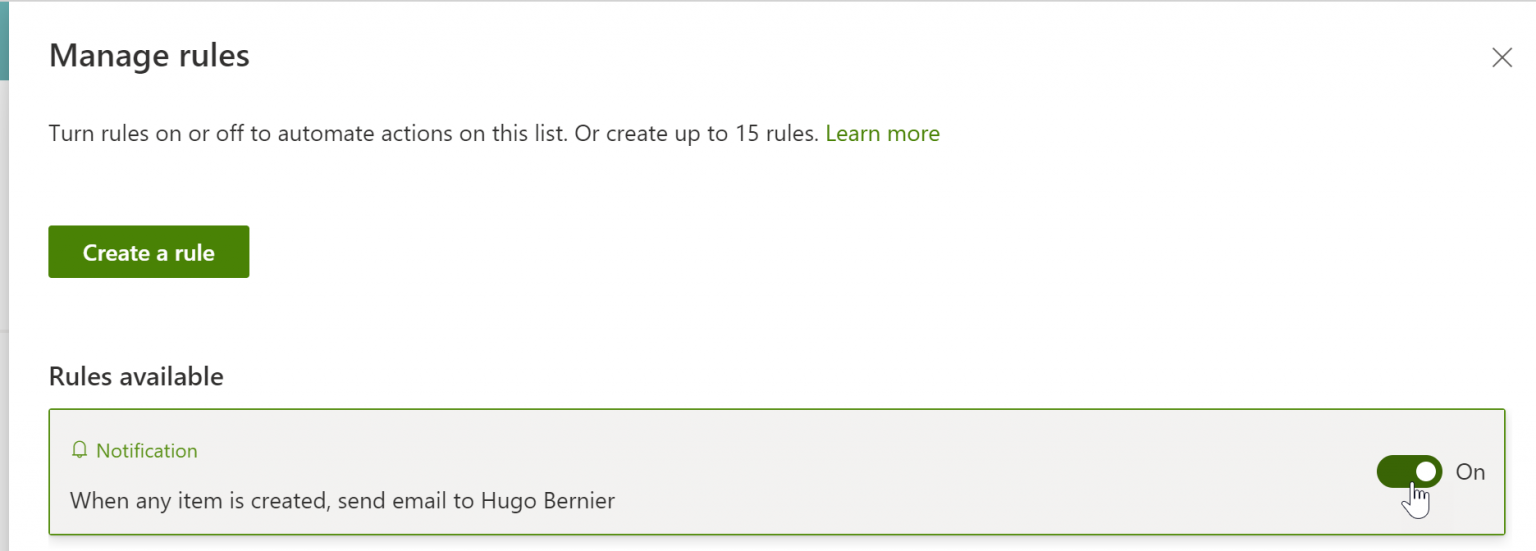 Manage rules
Turn rules on or off to automate actions on this list. Or create up to 15 rules. Learn more
Create a rule
Rules available
Notification
When any item is created, send email to Hugo Bernier
On